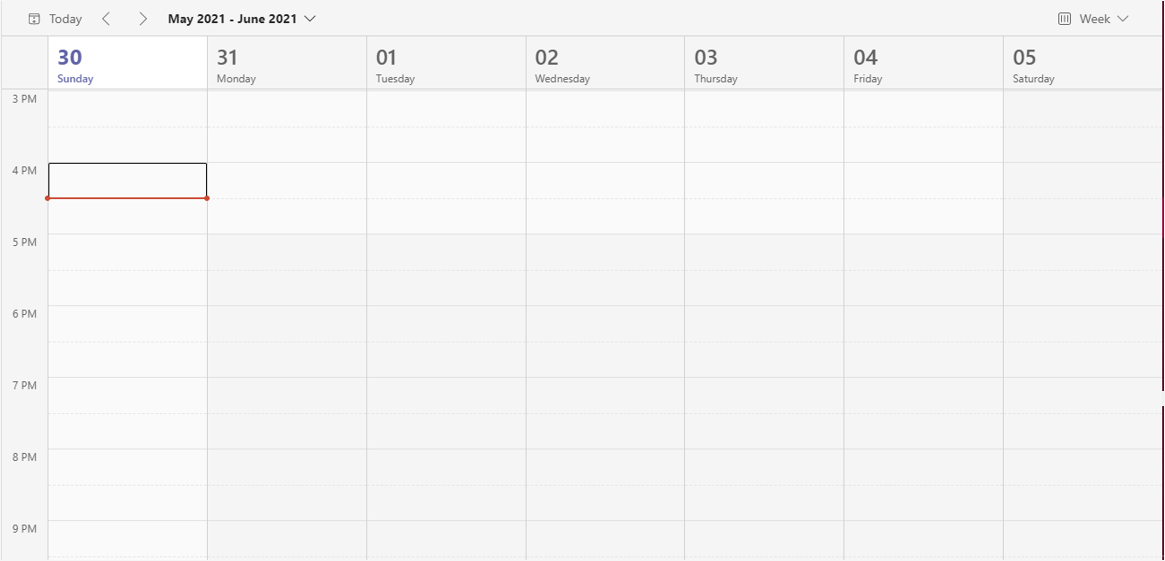 Today May 2021 - June 2021 Week
30 31 01 02 03 04 05
Sunday Monday Tuesday Wednesday Thursday Friday Saturday
3 PM
4 PM
5 PM
6 PM
7 PM
8 PM
9 PM